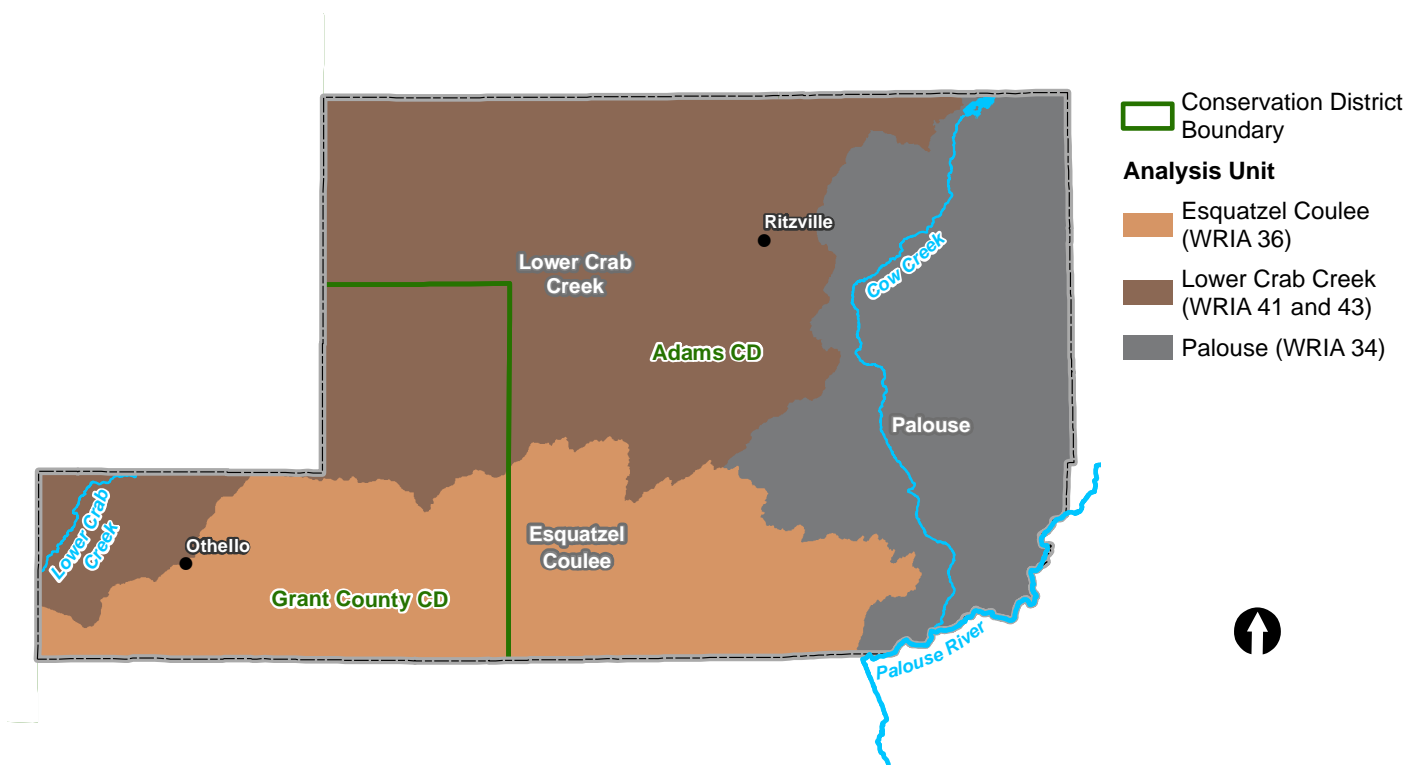 Ritzville
Lower Crab
Creek
Cow Creek
Adams CD
Palouse
Lower Crab
Creek
Othello
Esquatzel
Coulee
Grant County CD
Palouse River
Conservation District
Boundary
Analysis Unit
Esquatzel Coulee
(WRIA 36)
Lower Crab Creek
(WRIA 41 and 43)
Palouse (WRIA 34)